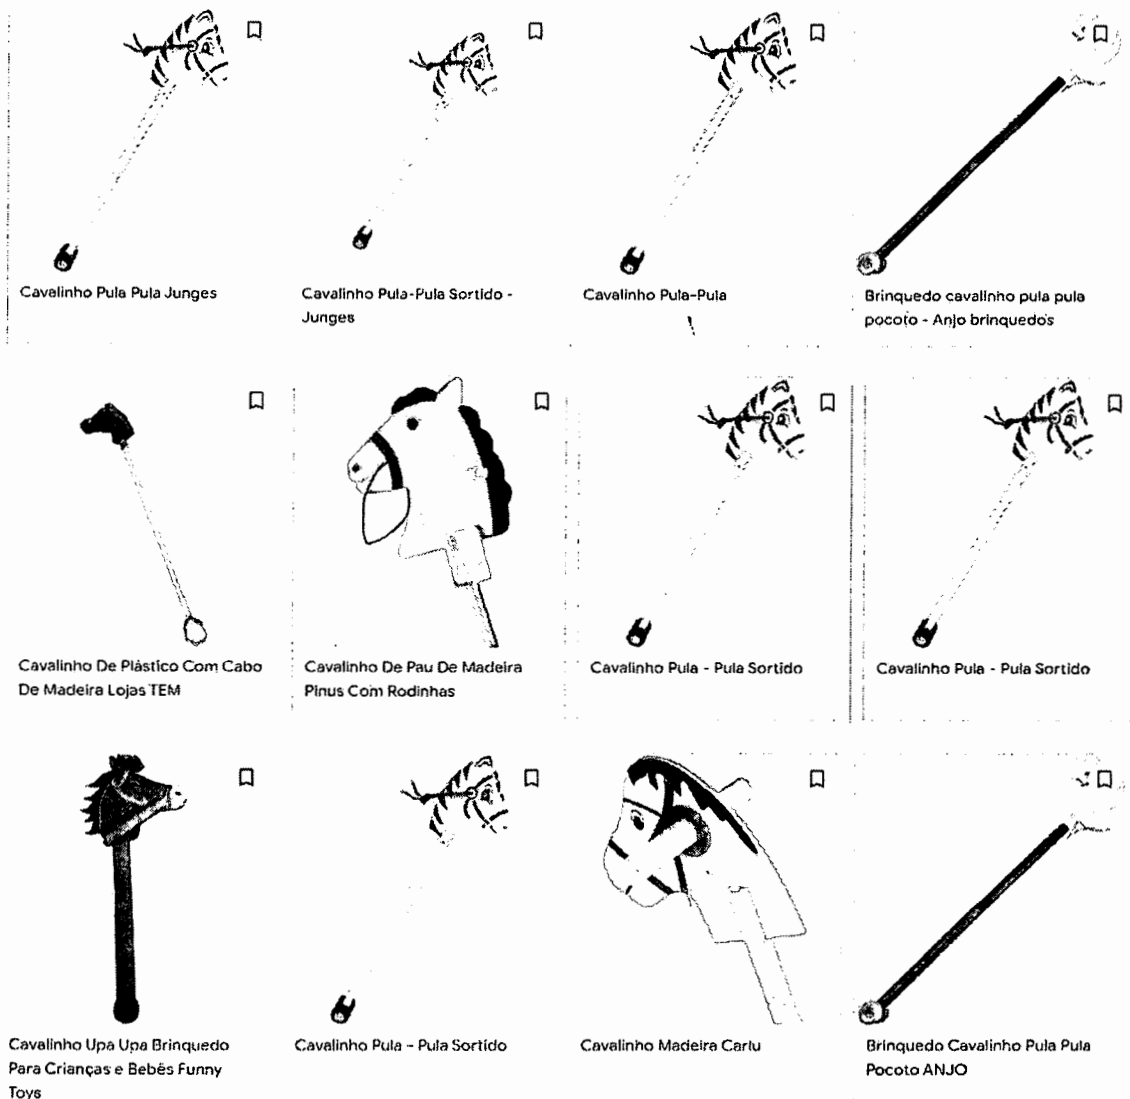 Cavalinho Pula Pula Junges
Cavalinho Pula-Pula Sortido -
Junges
Cavalinho Pula-Pula
Brinquedo cavalinho pula pula
pocoto - Anjo brinquedos
Cavalinho De Plástico Com Cabo
De Madeira Lojas TEM
Cavalinho De Pau De Madeira
Pinus Com Rodinhas
Cavalinho Pula - Pula Sortido
Cavalinho Pula - Pula Sortido
Cavalinho Upa Upa Brinquedo
Para Crianças e Bebês Funny
Toys
Cavalinho Pula - Pula Sortido
Cavalinho Madeira Carlu
Brinquedo Cavalinho Pula Pula
Pocoto ANJO